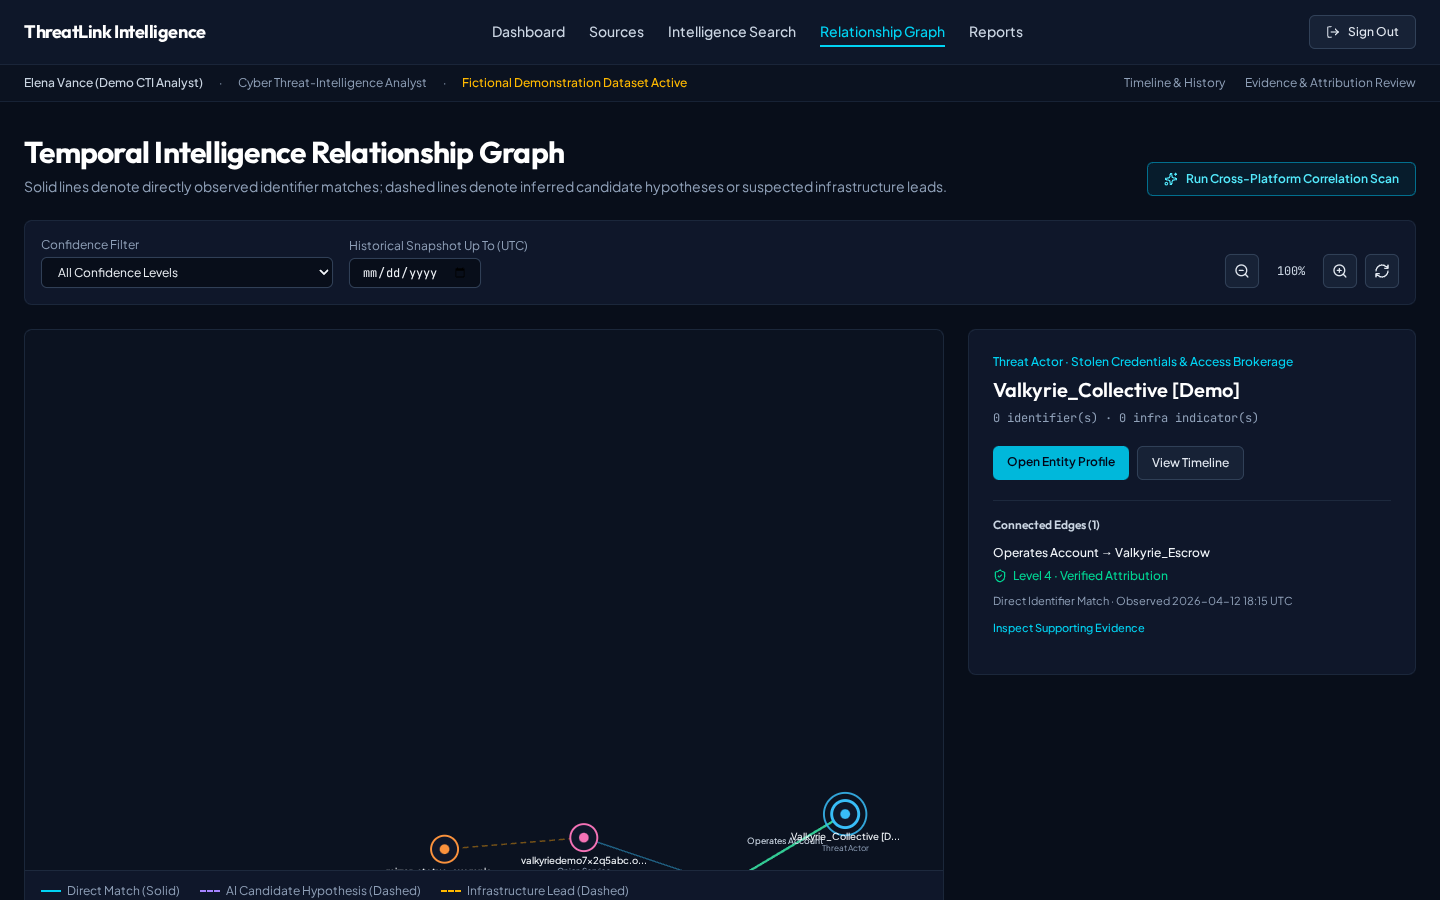 ThreatLink Intelligence
Dashboard
Sources
Intelligence Search
Relationship Graph
Reports
Sign Out
Elena Vance (Demo CTI Analyst) · Cyber Threat-Intelligence Analyst · Fictional Demonstration Dataset Active
Timeline & History
Evidence & Attribution Review
Temporal Intelligence Relationship Graph
Solid lines denote directly observed identifier matches; dashed lines denote inferred candidate hypotheses or suspected infrastructure leads.
Run Cross-Platform Correlation Scan
Confidence Filter
All Confidence Levels
Historical Snapshot Up To (UTC)
mm/dd/yyyy
100%
Threat Actor · Stolen Credentials & Access Brokerage
Valkyrie_Collective [Demo]
0 identifier(s) · 0 infra indicator(s)
Open Entity Profile
View Timeline
Connected Edges (1)
Operates Account → Valkyrie_Escrow
Level 4 · Verified Attribution
Direct Identifier Match · Observed 2026-04-12 18:15 UTC
Inspect Supporting Evidence
Operates Account
Valkyrie_Collective [D...
Threat Actor
valkyriedemo7x2q5abc.o...
Direct Match (Solid)
AI Candidate Hypothesis (Dashed)
Infrastructure Lead (Dashed)